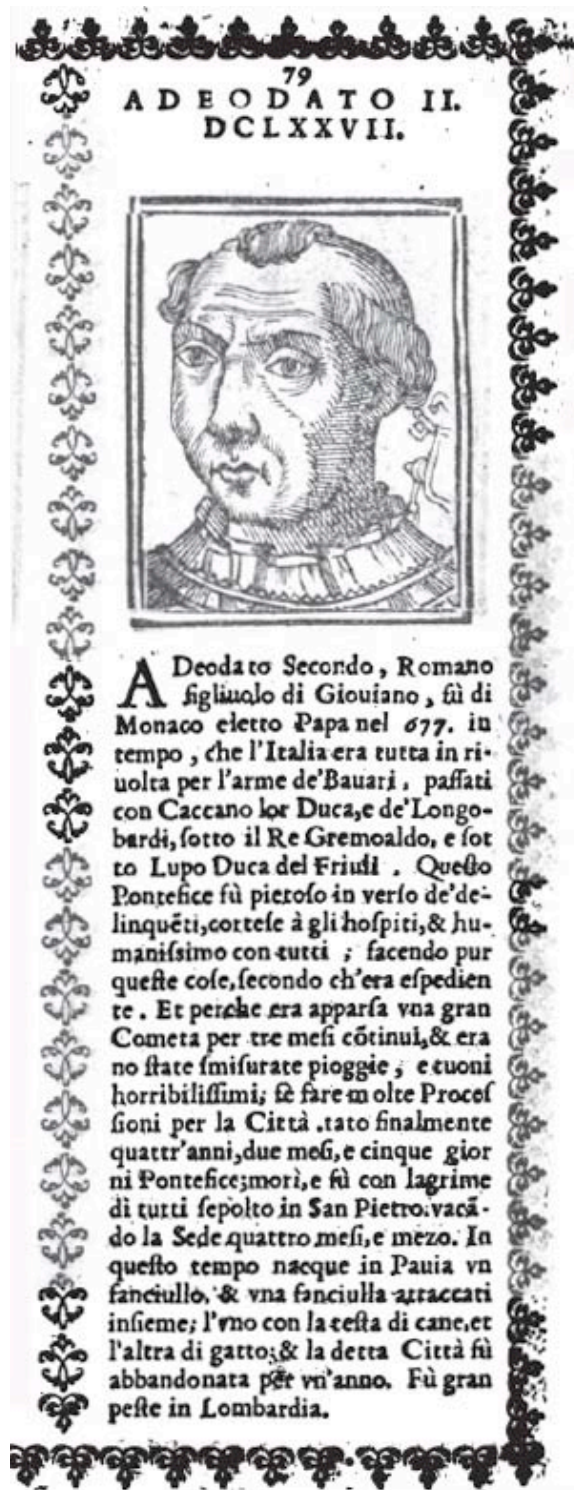 79
ADEODATO II.
DCLXXVII.
ADeodato Secondo, Romano
figliuolo di Giouiano, fù di
Monaco eletto Papa nel 677. in
tempo, che l'Italia era tutta in ri-
uolta per l'arme de'Bauari, paſſati
con Caccano lor Duca, e de'Longo-
bardi, ſotto il Re Gremoaldo, e ſot
to Lupo Duca del Friuli. Queſto
Pontefice fù pietoſo in verſo de'de-
linquẽti, corteſe à gli hoſpiti, & hu-
maniſſimo con tutti; facendo pur
queſte coſe, ſecondo ch'era eſpedien
te. Et perche era apparſa vna gran
Cometa per tre meſi cõtinui, & era
no ſtate ſmiſurate pioggie, e tuoni
horribiliſſimi; fè fare molte Proceſ
ſioni per la Città .tato finalmente
quattr'anni, due meſi, e cinque gior
ni Pontefice; morì, e fù con lagrime
di tutti ſepolto in San Pietro. vacã-
do la Sede quattro meſi, e mezo. In
queſto tempo nacque in Pauia vn
fanciullo, & vna fanciulla attaccati
inſieme; l'vno con la teſta di cane, et
l'altra di gatto; & la detta Città fù
abbandonata per vn'anno. Fù gran
peſte in Lombardia.